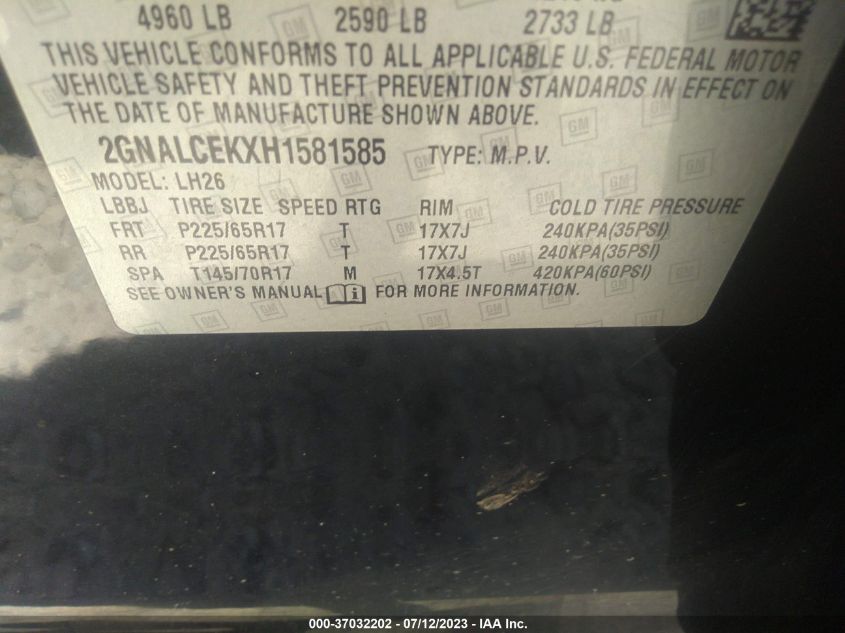 4960 LB 2590 LB 2733 LB
THIS VEHICLE CONFORMS TO ALL APPLICABLE U.S. FEDERAL MOTOR
VEHICLE SAFETY AND THEFT PREVENTION STANDARDS IN EFFECT ON
THE DATE OF MANUFACTURE SHOWN ABOVE.
2GNALCEKXH1581585 TYPE: M.P.V.
MODEL: LH26
LBBJ TIRE SIZE SPEED RTG RIM COLD TIRE PRESSURE
FRT P225/65R17 T 17X7J 240KPA(35PSI)
RR P225/65R17 T 17X7J 240KPA(35PSI)
SPA T145/70R17 M 17X4.5T 420KPA(60PSI)
SEE OWNER'S MANUAL i FOR MORE INFORMATION.
000-37032202 - 07/12/2023 - IAA Inc.